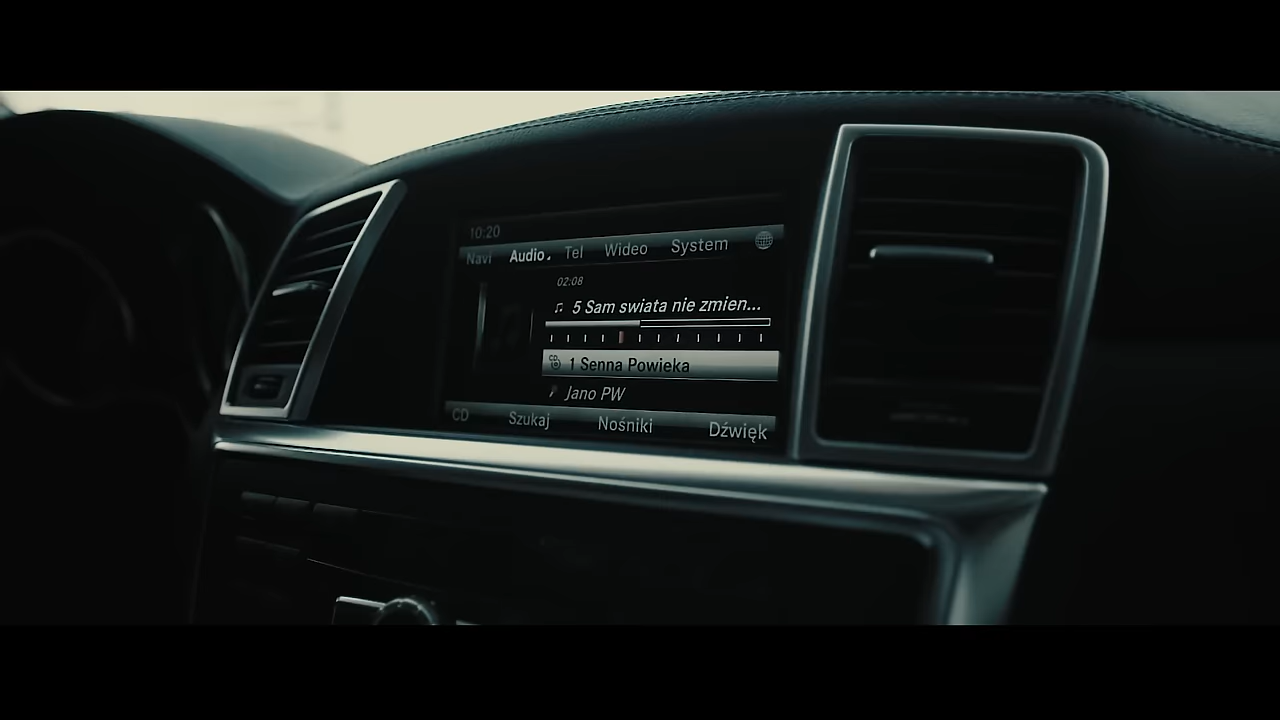 10:20
Navi Audio. Tel Wideo System
02:08
5 Sam swiata nie zmien...
CD 1 Senna Powieka
Jano PW
CD Szukaj Nośniki Dźwięk